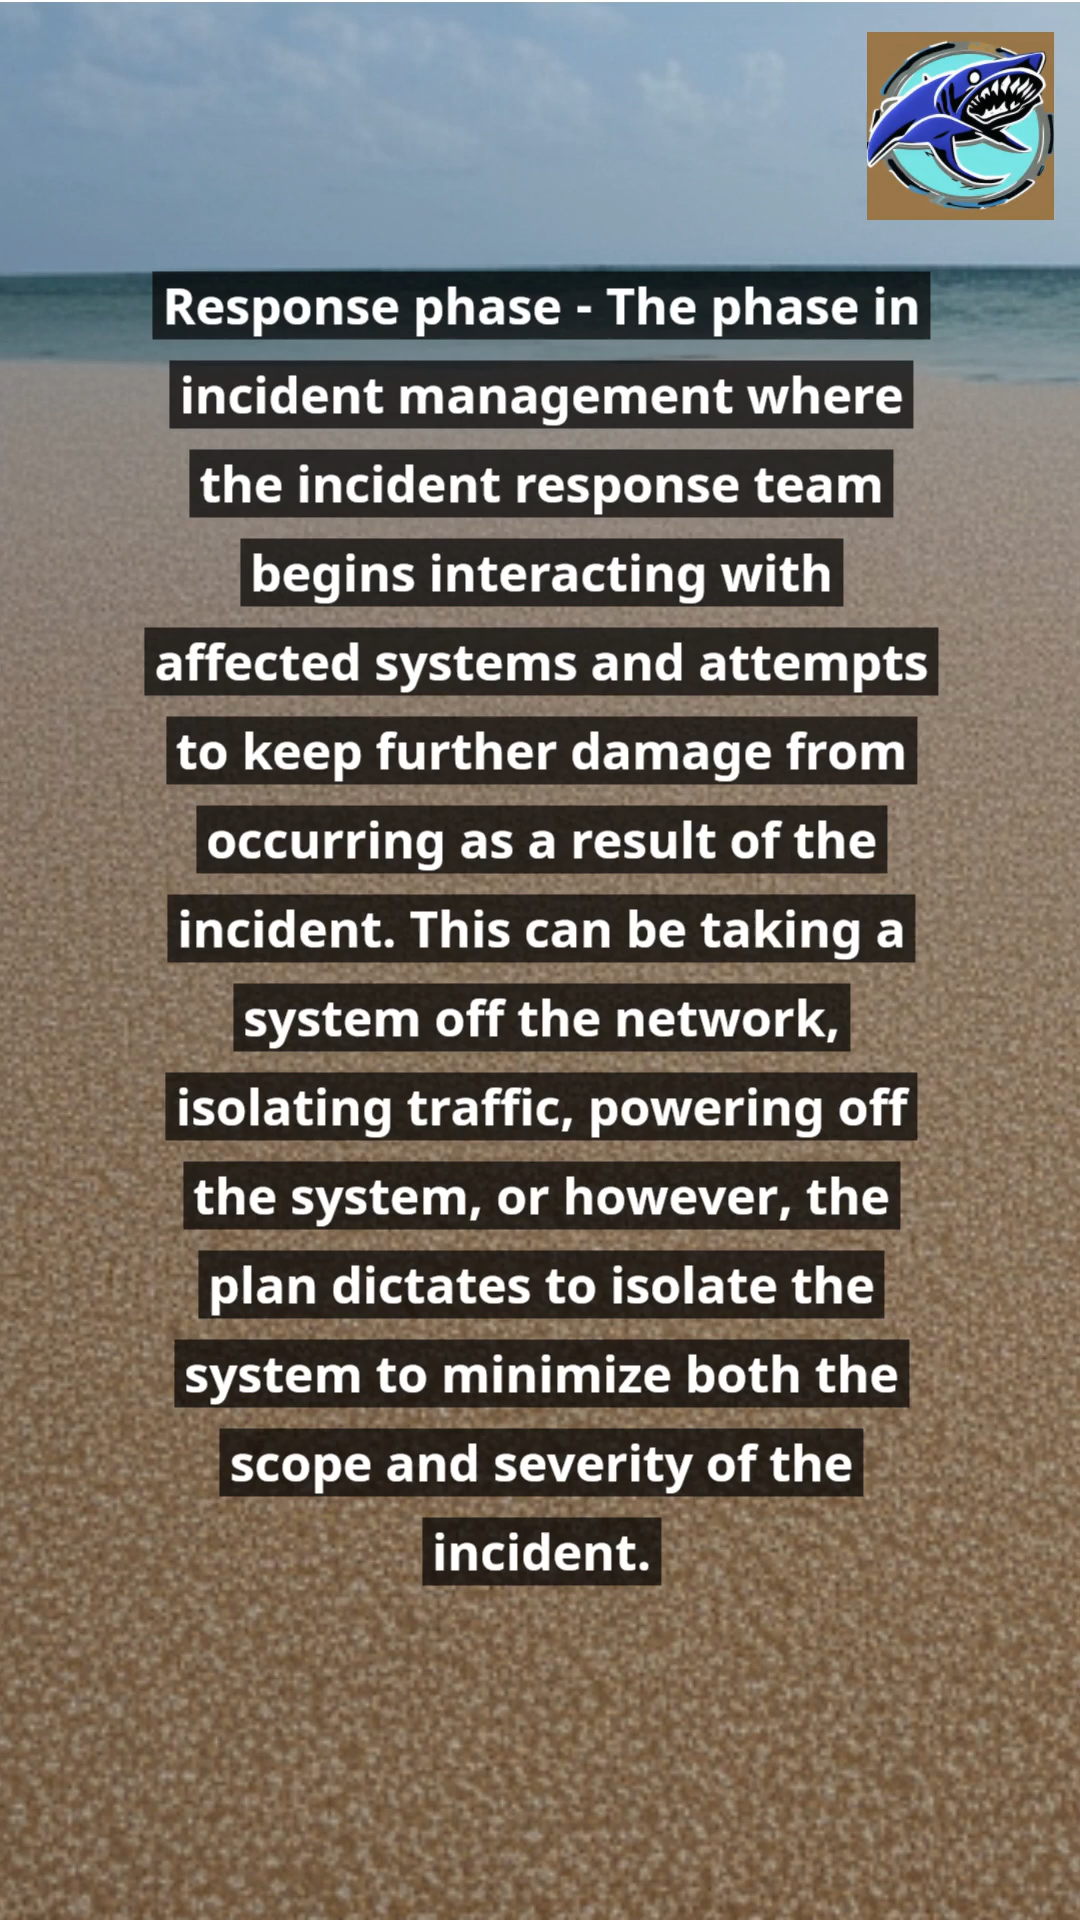 Response phase - The phase in
incident management where
the incident response team
begins interacting with
affected systems and attempts
to keep further damage from
occurring as a result of the
incident. This can be taking a
system off the network,
isolating traffic, powering off
the system, or however, the
plan dictates to isolate the
system to minimize both the
scope and severity of the
incident.